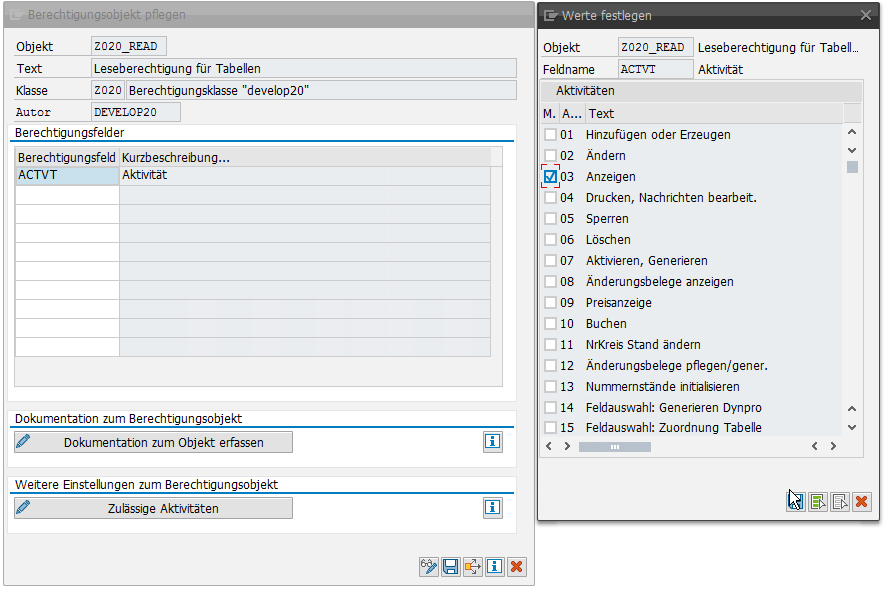 Berechtigungsobjekt pflegen
Objekt Z020_READ
Text Leseberechtigung für Tabellen
Klasse Z020 Berechtigungsklasse "develop20"
Autor DEVELOP20
Berechtigungsfelder
Berechtigungsfeld Kurzbeschreibung...
ACTVT Aktivität
Dokumentation zum Berechtigungsobjekt
Dokumentation zum Objekt erfassen
Weitere Einstellungen zum Berechtigungsobjekt
Zulässige Aktivitäten
Werte festlegen
Objekt Z020_READ Leseberechtigung für Tabell...
Feldname ACTVT Aktivität
Aktivitäten
M. A... Text
01 Hinzufügen oder Erzeugen
02 Ändern
03 Anzeigen
04 Drucken, Nachrichten bearbeit.
05 Sperren
06 Löschen
07 Aktivieren, Generieren
08 Änderungsbelege anzeigen
09 Preisanzeige
10 Buchen
11 NrKreis Stand ändern
12 Änderungsbelege pflegen/gener.
13 Nummernstände initialisieren
14 Feldauswahl: Generieren Dynpro
15 Feldauswahl: Zuordnung Tabelle